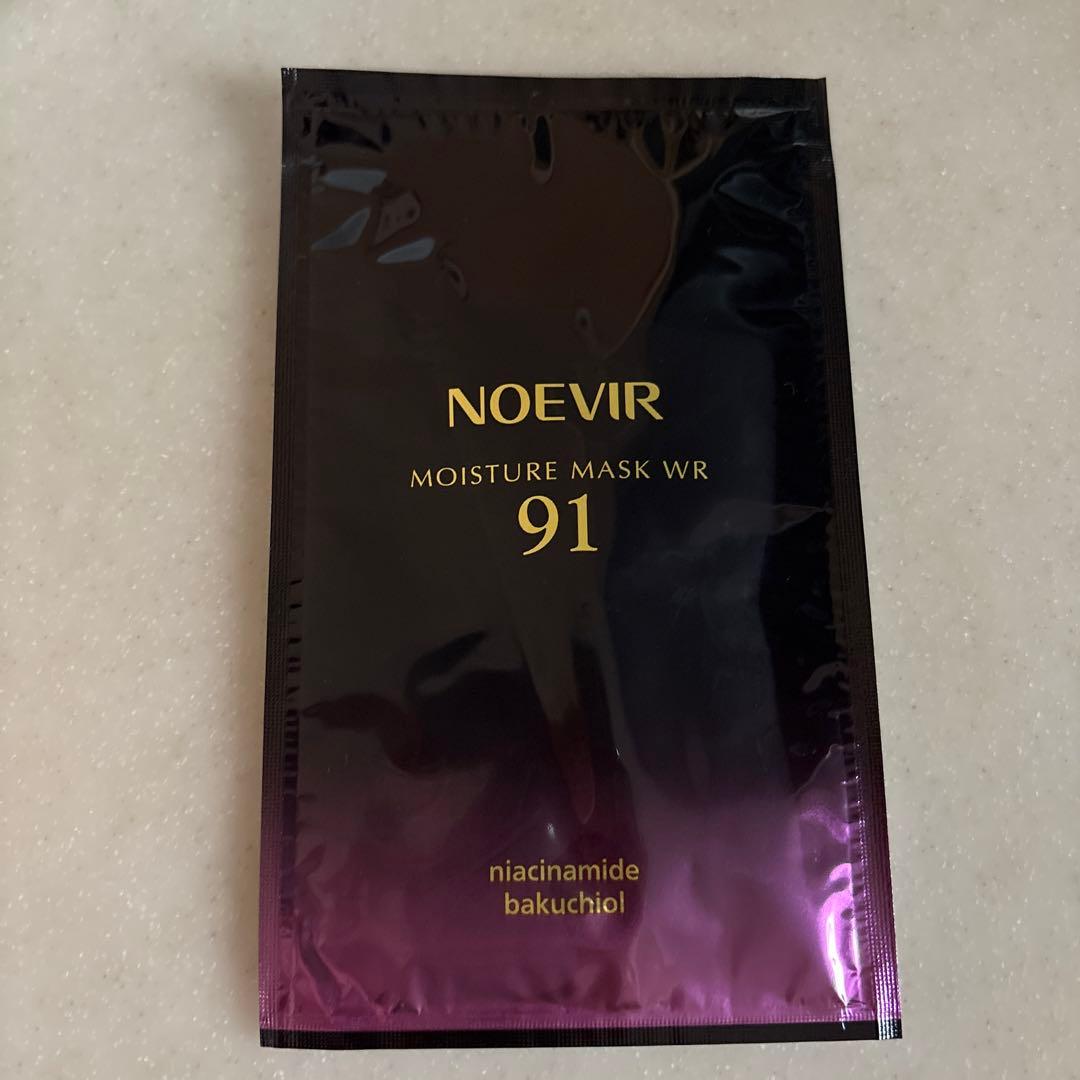 NOEVIR
MOISTURE MASK WR
91
niacinamide
bakuchiol